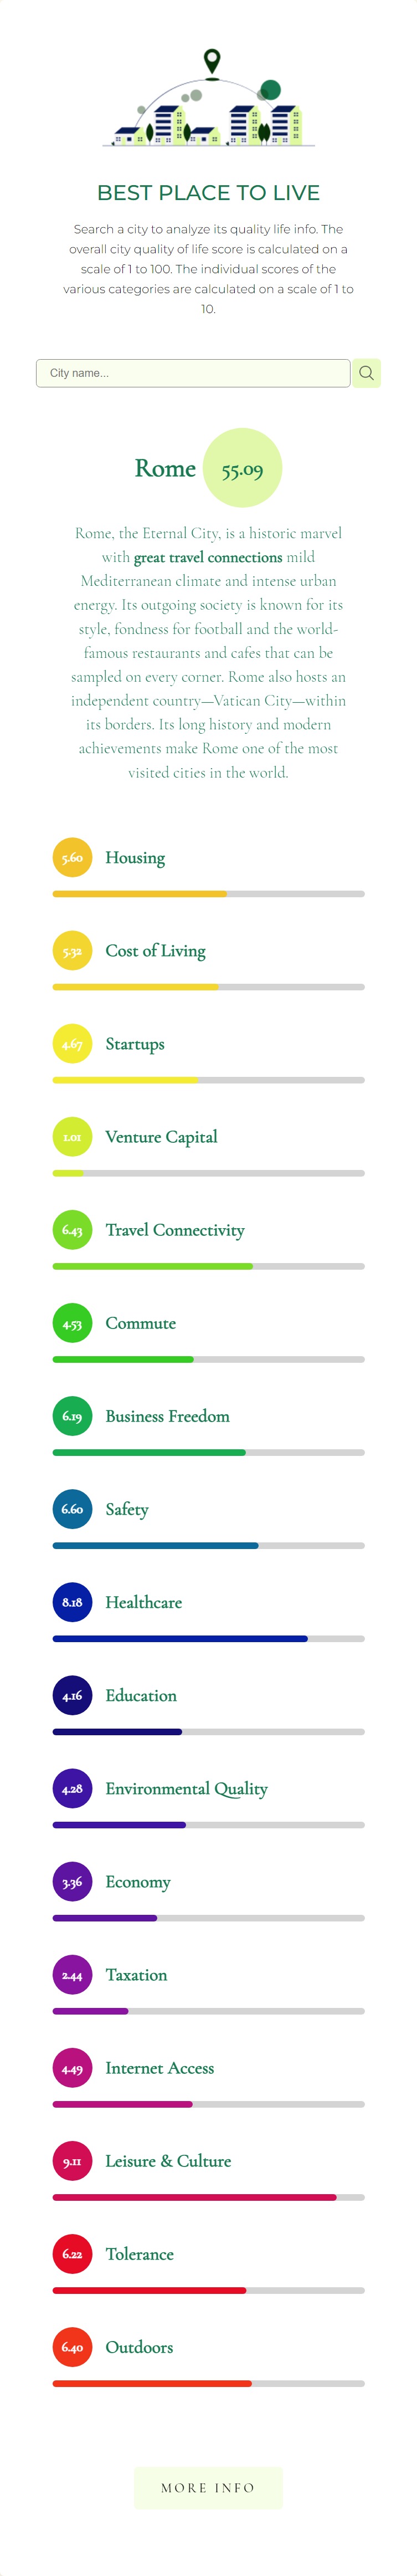 BEST PLACE TO LIVE
Search a city to analyze its quality life info. The
overall city quality of life score is calculated on a
scale of 1 to 100. The individual scores of the
various categories are calculated on a scale of 1 to
10.
City name...
Rome 55.09
Rome, the Eternal City, is a historic marvel
with great travel connections mild
Mediterranean climate and intense urban
energy. Its outgoing society is known for its
style, fondness for football and the world-
famous restaurants and cafes that can be
sampled on every corner. Rome also hosts an
independent country—Vatican City—within
its borders. Its long history and modern
achievements make Rome one of the most
visited cities in the world.
5.60 Housing
5.32 Cost of Living
4.67 Startups
1.01 Venture Capital
6.43 Travel Connectivity
4.53 Commute
6.19 Business Freedom
6.60 Safety
8.18 Healthcare
4.16 Education
4.28 Environmental Quality
3.36 Economy
2.44 Taxation
4.49 Internet Access
9.11 Leisure & Culture
6.22 Tolerance
6.40 Outdoors
MORE INFO